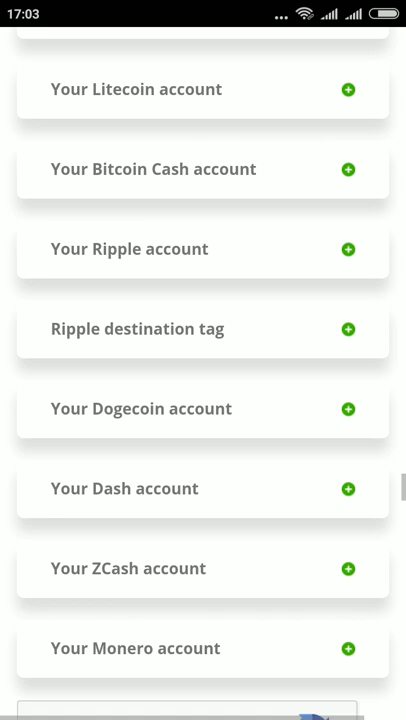 17:03
Your Litecoin account
Your Bitcoin Cash account
Your Ripple account
Ripple destination tag
Your Dogecoin account
Your Dash account
Your ZCash account
Your Monero account